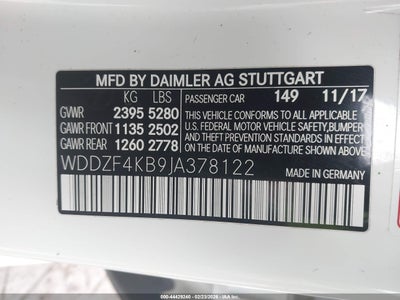 MFD BY DAIMLER AG STUTTGART
KG LBS
PASSENGER CAR 149 11/17
GVWR 2395 5280
THIS VEHICLE CONFORMS TO ALL APPLICABLE
GAWR FRONT 1135 2502
U.S. FEDERAL MOTOR VEHICLE SAFETY, BUMPER
AND THEFT PREVENTION STANDARDS IN EFFECT
GAWR REAR 1260 2778
ON THE DATE OF MANUFACTURE SHOWN ABOVE.
WDDZF4KB9JA378122
MADE IN GERMANY